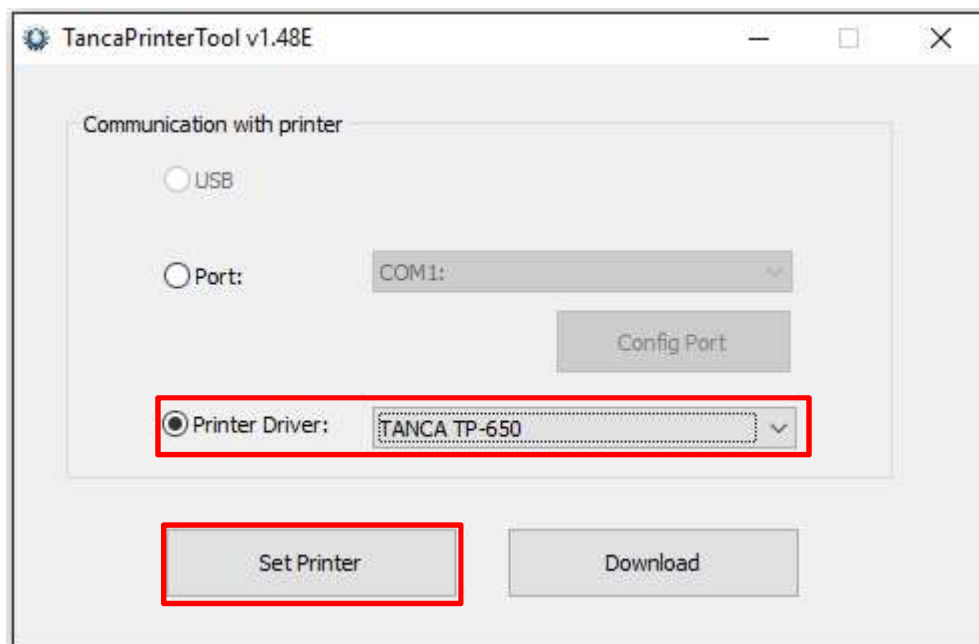 TancaPrinterTool v1.48E
Communication with printer
USB
Port: COM1:
Config Port
Printer Driver: TANCA TP-650
Set Printer Download